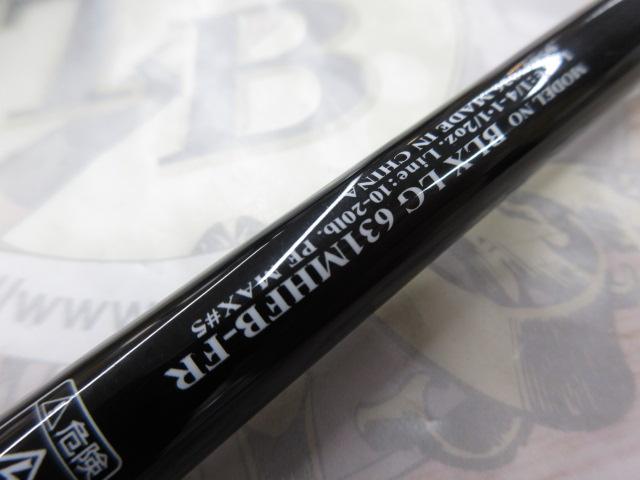 MODEL NO BLX LG 631MHFB-FR
1/4-1・1/2oz. Line:10-20lb. PE MAX#5
MADE IN CHINA
危険